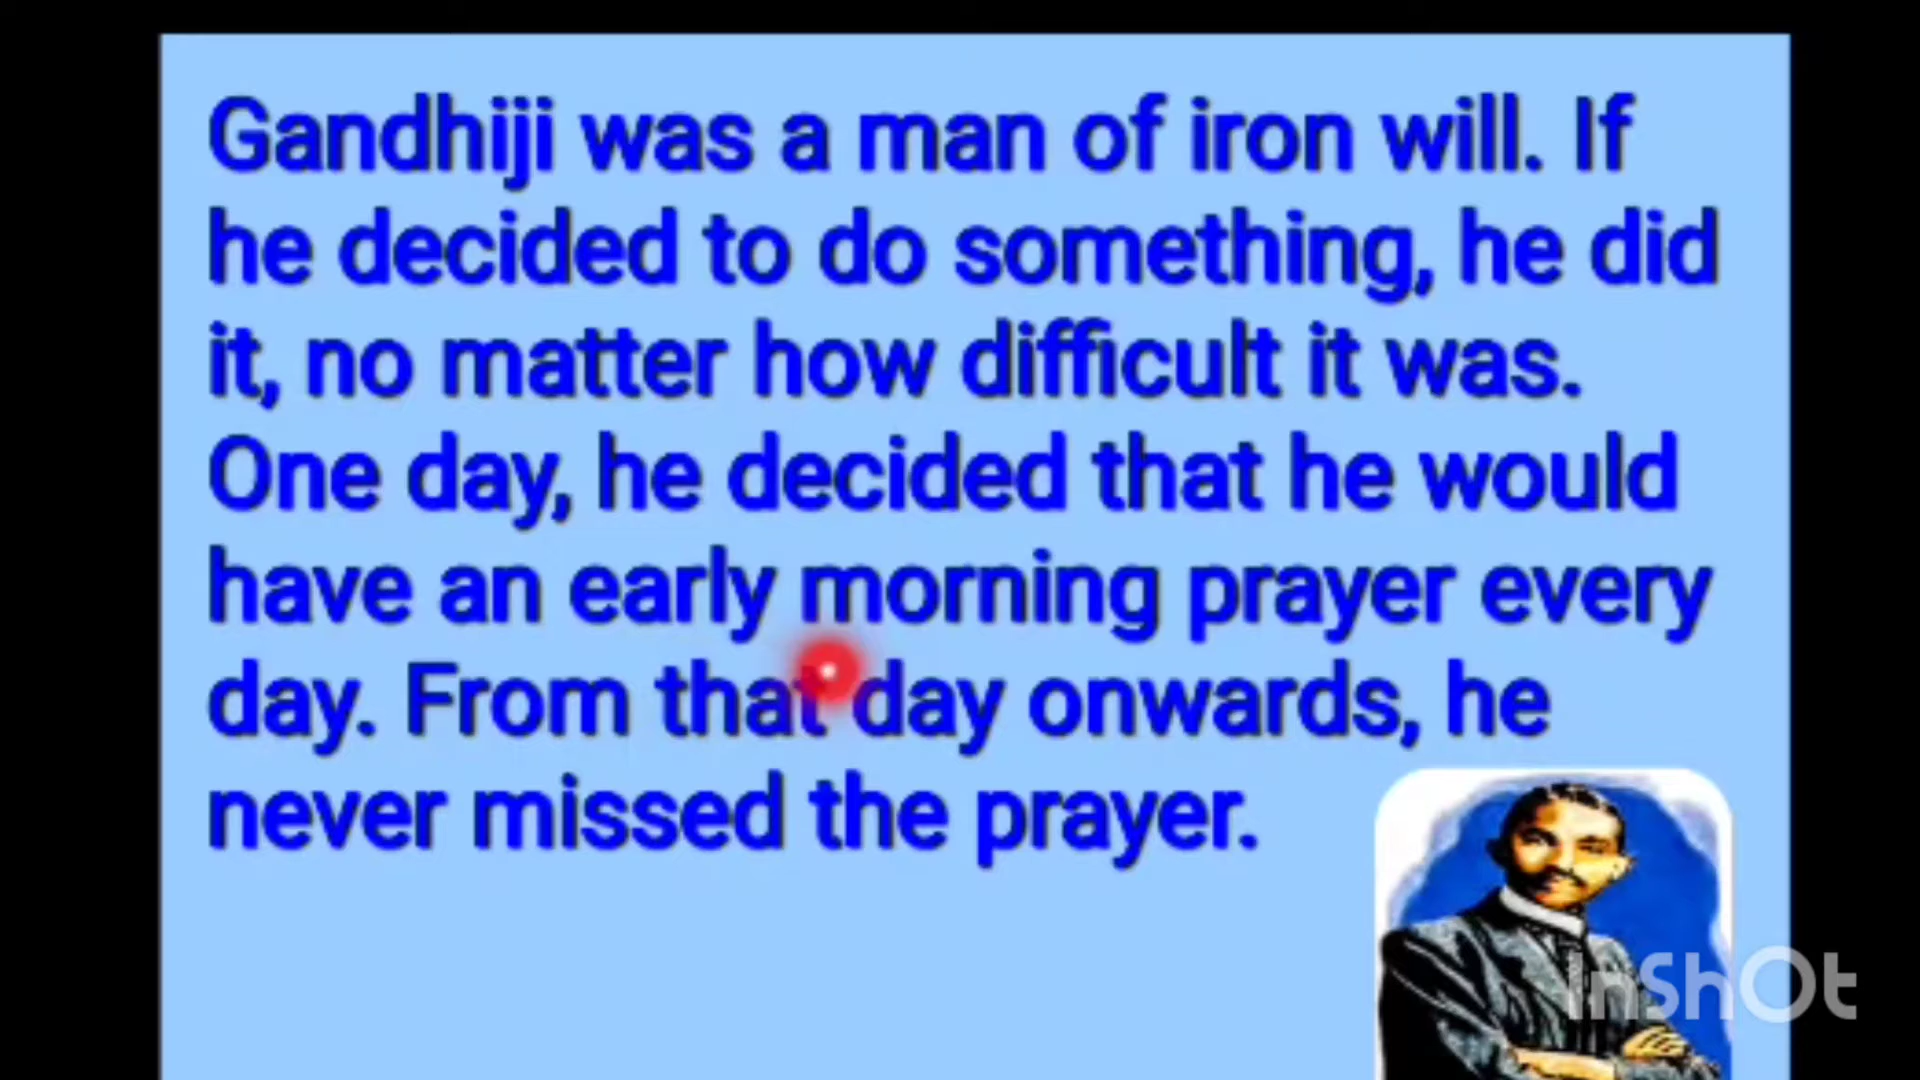 Gandhiji was a man of iron will. If
he decided to do something, he did
it, no matter how difficult it was.
One day, he decided that he would
have an early morning prayer every
day. From that day onwards, he
never missed the prayer.
InShOt